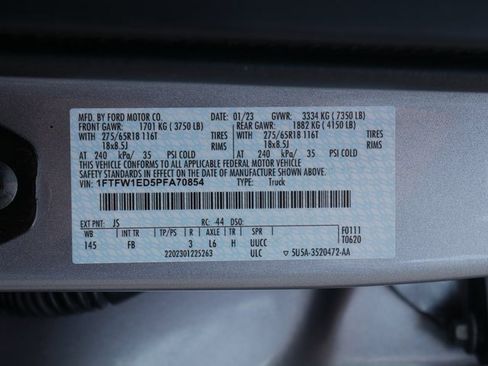 MFD. BY FORD MOTOR CO. DATE: 01/23 GVWR: 3334 KG ( 7350 LB)
FRONT GAWR: 1701 KG ( 3750 LB) REAR GAWR: 1882 KG ( 4150 LB)
WITH 275/65R18 116T TIRES WITH 275/65R18 116T TIRES
18x8.5J RIMS 18x8.5J RIMS
AT 240 kPa/ 35 PSI COLD AT 240 kPa/ 35 PSI COLD
THIS VEHICLE CONFORMS TO ALL APPLICABLE FEDERAL MOTOR VEHICLE
SAFETY STANDARDS IN EFFECT ON THE DATE OF MANUFACTURE SHOWN ABOVE.
VIN: 1FTFW1ED5PFA70854 TYPE: Truck
EXT PNT: JS RC: 44 DSO: F0111
WB INT TR TP/PS R AXLE TR SPR T0620
145 FB 3 L6 H UUCC
2202301225263 ULC ▽ 5U5A-3520472-AA